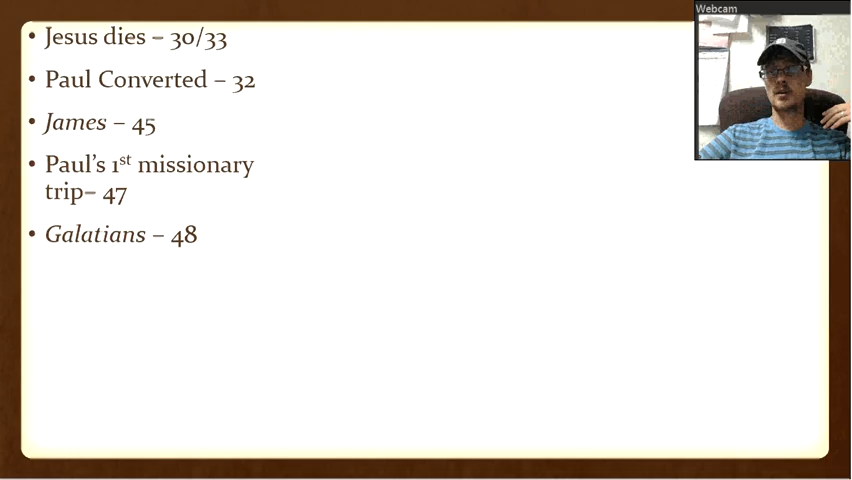 Webcam
• Jesus dies – 30/33
• Paul Converted – 32
• James – 45
• Paul's 1st missionary
trip– 47
• Galatians – 48